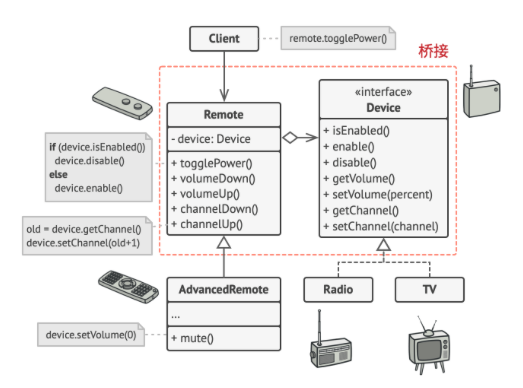 Client
remote.togglePower()
桥接
Remote
- device: Device
+ togglePower()
+ volumeDown()
+ volumeUp()
+ channelDown()
+ channelUp()
«interface»
Device
+ isEnabled()
+ enable()
+ disable()
+ getVolume()
+ setVolume(percent)
+ getChannel()
+ setChannel(channel)
if (device.isEnabled())
device.disable()
else
device.enable()
old = device.getChannel()
device.setChannel(old+1)
AdvancedRemote
...
+ mute()
Radio
TV
device.setVolume(0)